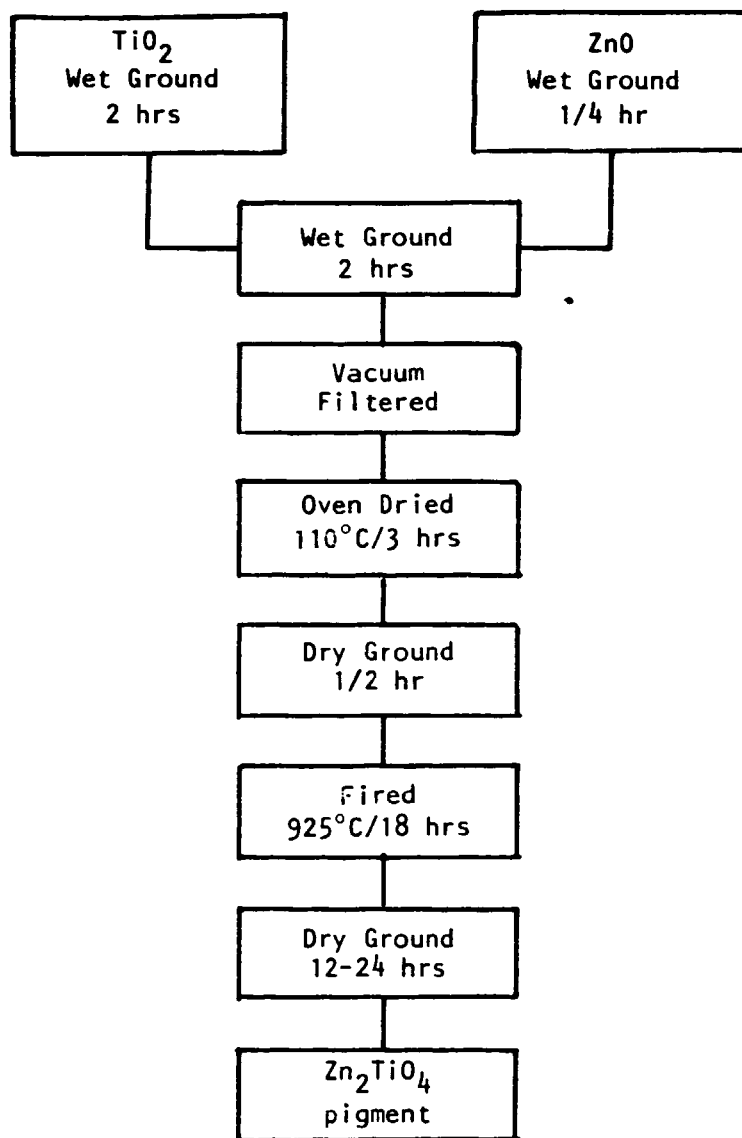 TiO₂
Wet Ground
2 hrs
ZnO
Wet Ground
1/4 hr
Wet Ground
2 hrs
Vacuum
Filtered
Oven Dried
110°C/3 hrs
Dry Ground
1/2 hr
Fired
925°C/18 hrs
Dry Ground
12-24 hrs
Zn₂TiO₄
pigment